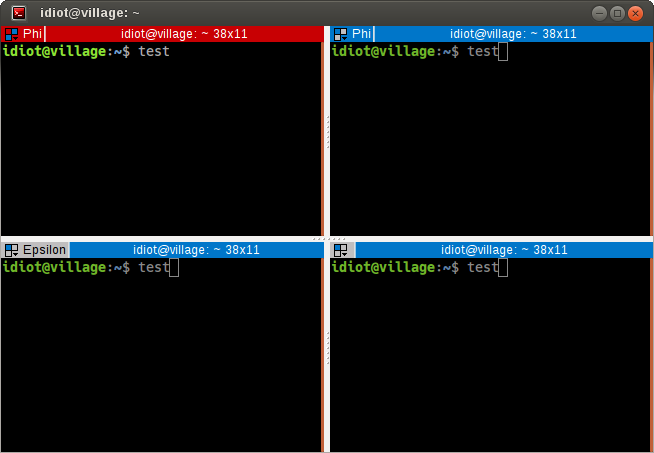 idiot@village: ~
Phi idiot@village: ~ 38x11
idiot@village:~$ test
Phi idiot@village: ~ 38x11
idiot@village:~$ test
Epsilon idiot@village: ~ 38x11
idiot@village:~$ test
idiot@village: ~ 38x11
idiot@village:~$ test